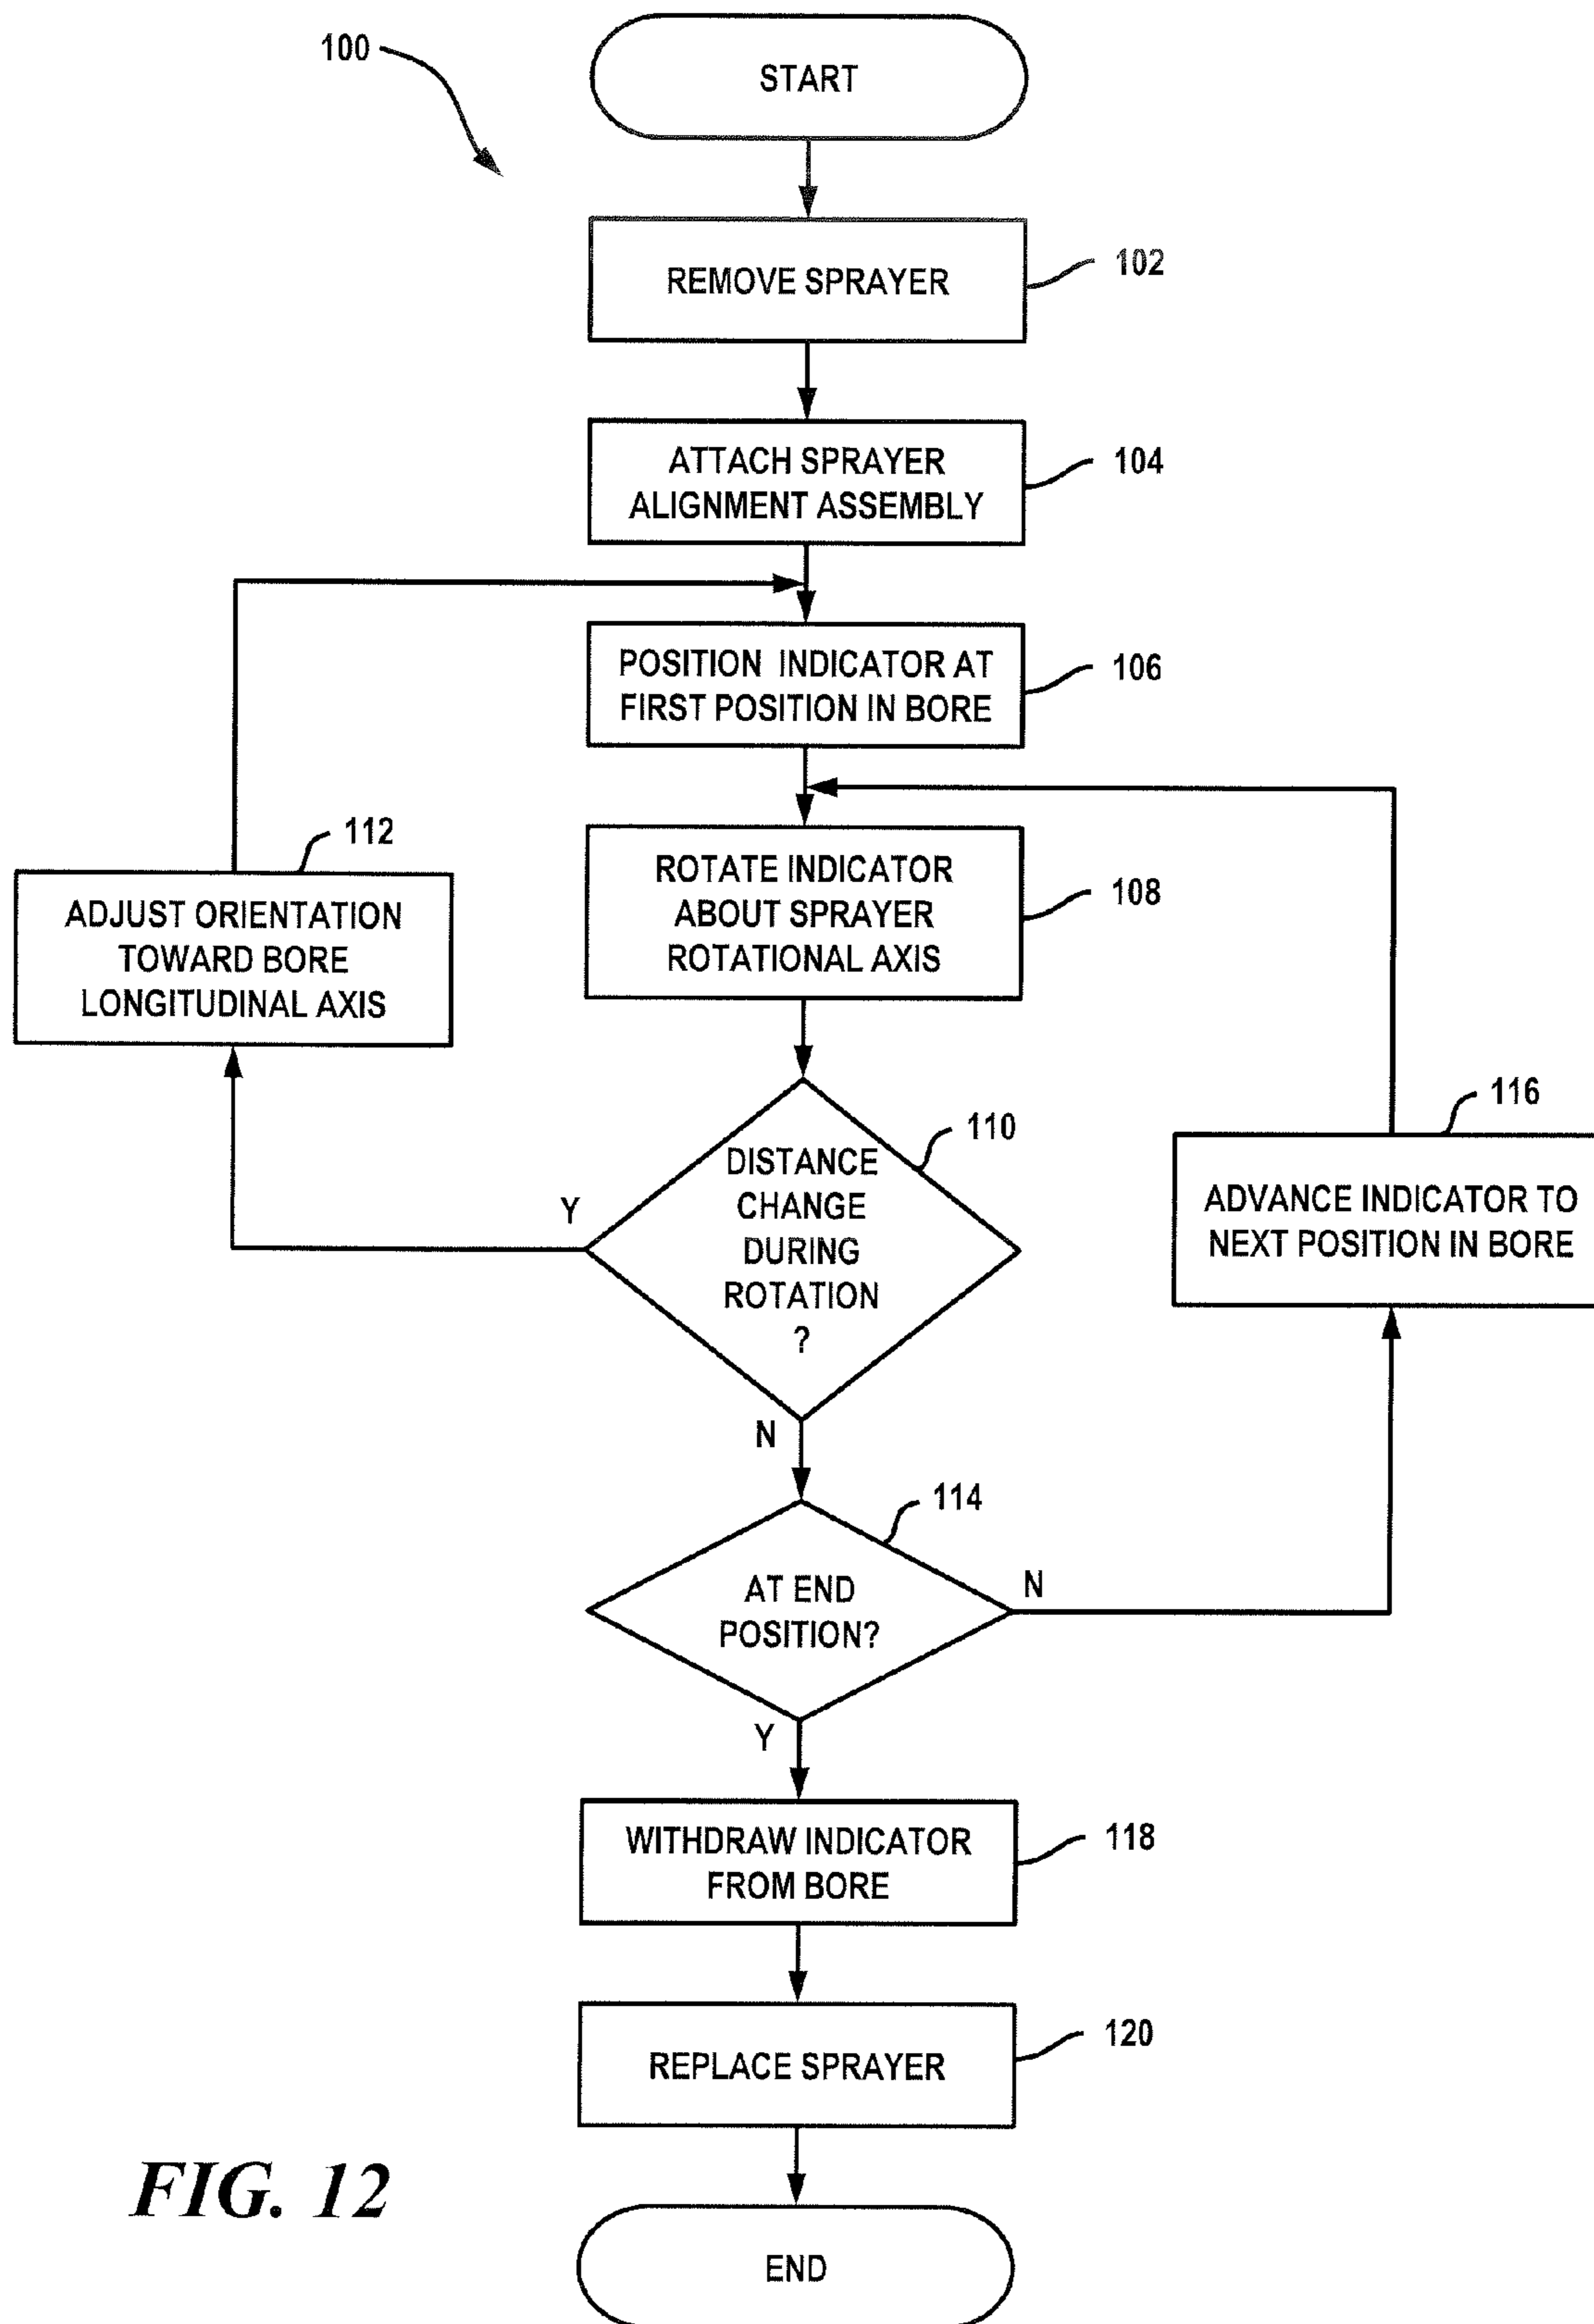 100
START
REMOVE SPRAYER
102
ATTACH SPRAYER
ALIGNMENT ASSEMBLY
104
POSITION INDICATOR AT
FIRST POSITION IN BORE
106
ROTATE INDICATOR
ABOUT SPRAYER
ROTATIONAL AXIS
108
112
ADJUST ORIENTATION
TOWARD BORE
LONGITUDINAL AXIS
DISTANCE
CHANGE
DURING
ROTATION
?
110
Y
N
116
ADVANCE INDICATOR TO
NEXT POSITION IN BORE
AT END
POSITION?
114
N
Y
WITHDRAW INDICATOR
FROM BORE
118
REPLACE SPRAYER
120
END
FIG. 12